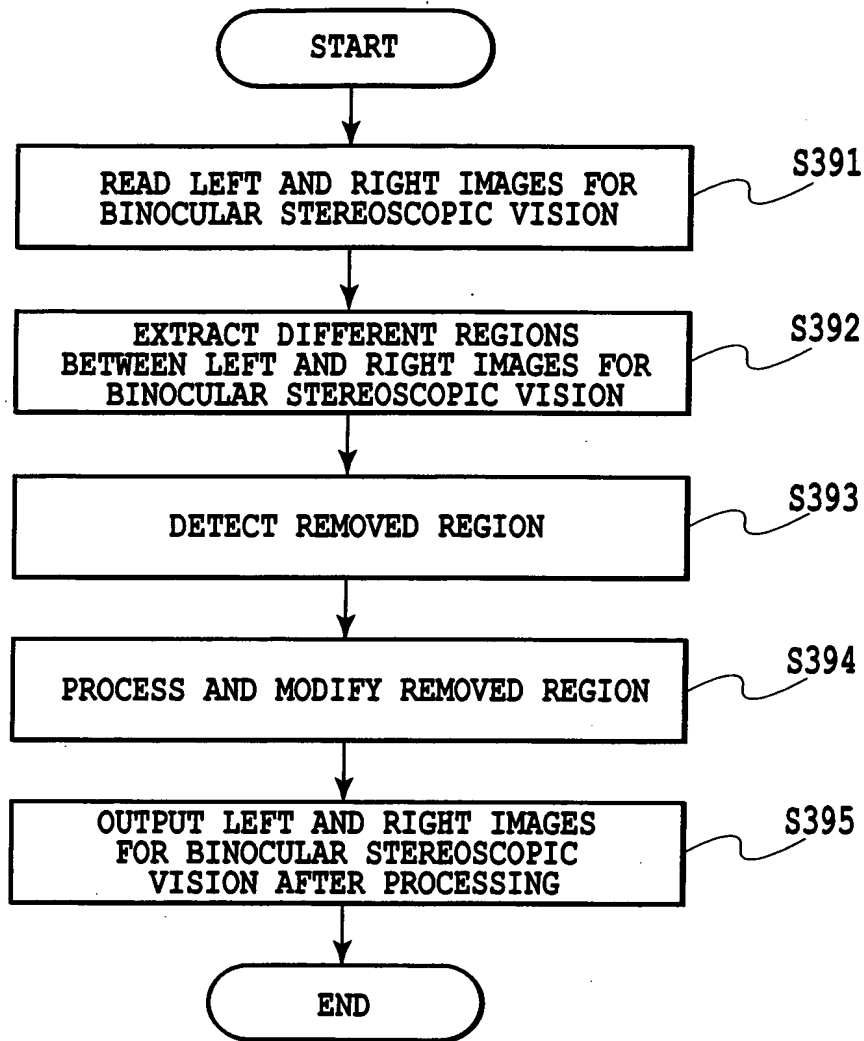 START
READ LEFT AND RIGHT IMAGES FOR
BINOCULAR STEREOSCOPIC VISION
S391
EXTRACT DIFFERENT REGIONS
BETWEEN LEFT AND RIGHT IMAGES FOR
BINOCULAR STEREOSCOPIC VISION
S392
DETECT REMOVED REGION
S393
PROCESS AND MODIFY REMOVED REGION
S394
OUTPUT LEFT AND RIGHT IMAGES
FOR BINOCULAR STEREOSCOPIC
VISION AFTER PROCESSING
S395
END